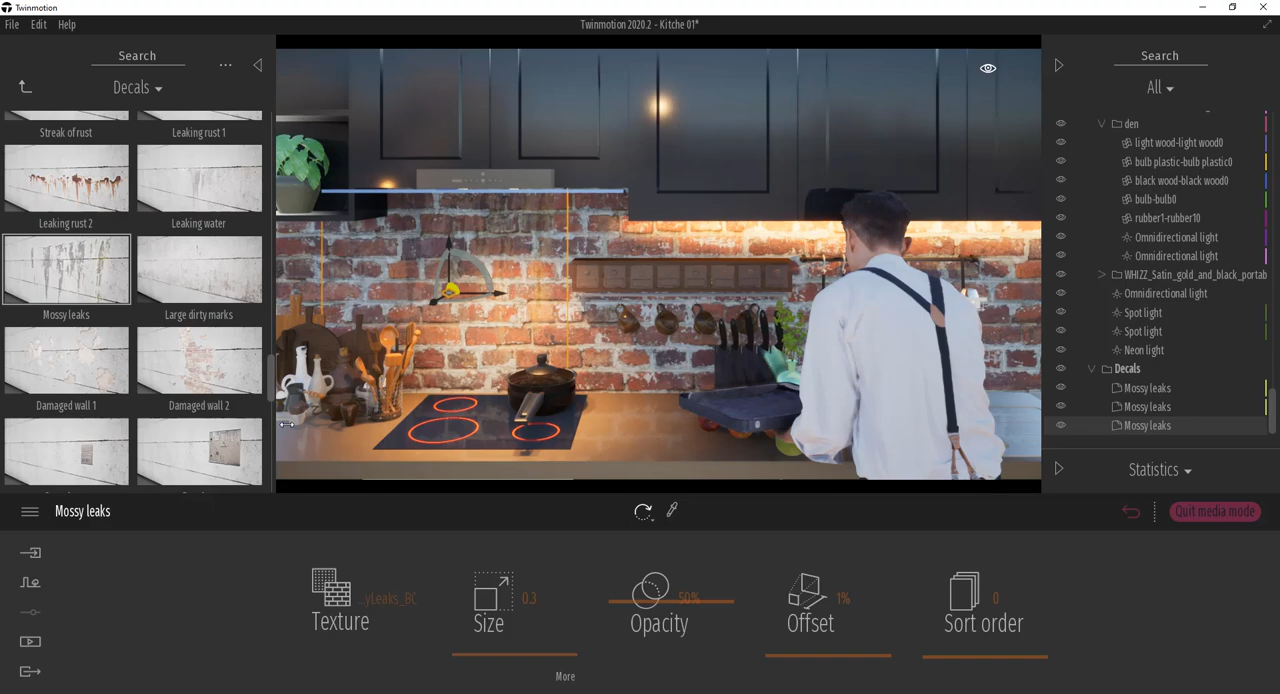 Twinmotion
File Edit Help
Twinmotion 2020.2 - Kitche 01*
Search
...
Decals
Streak of rust
Leaking rust 1
Leaking rust 2
Leaking water
Mossy leaks
Large dirty marks
Damaged wall 1
Damaged wall 2
Search
All
den
light wood-light wood0
bulb plastic-bulb plastic0
black wood-black wood0
bulb-bulb0
rubber1-rubber10
Omnidirectional light
Omnidirectional light
WHIZZ_Satin_gold_and_black_portab
Omnidirectional light
Spot light
Spot light
Neon light
Decals
Mossy leaks
Mossy leaks
Mossy leaks
Statistics
Mossy leaks
Quit media mode
..yLeaks_BC
Texture
0.3
Size
50%
Opacity
1%
Offset
0
Sort order
More